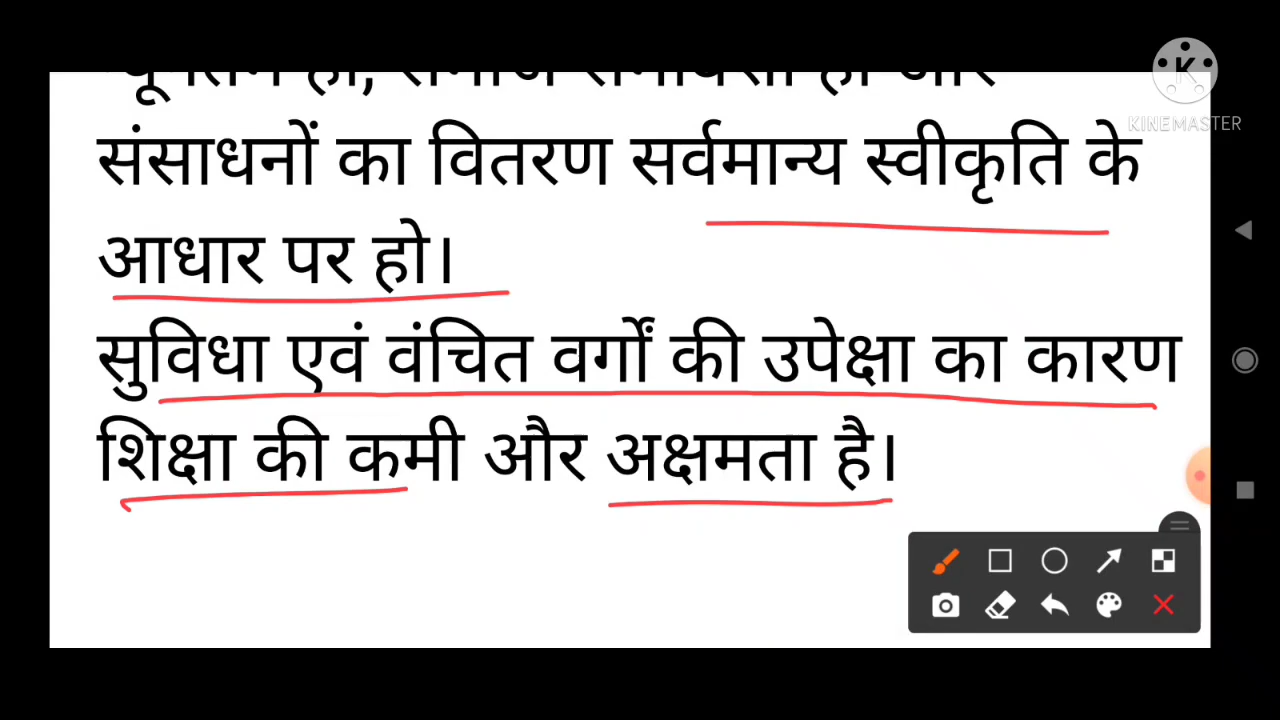 संसाधनों का वितरण सर्वमान्य स्वीकृति के
आधार पर हो।
सुविधा एवं वंचित वर्गों की उपेक्षा का कारण
शिक्षा की कमी और अक्षमता है।
K
KINEMASTER